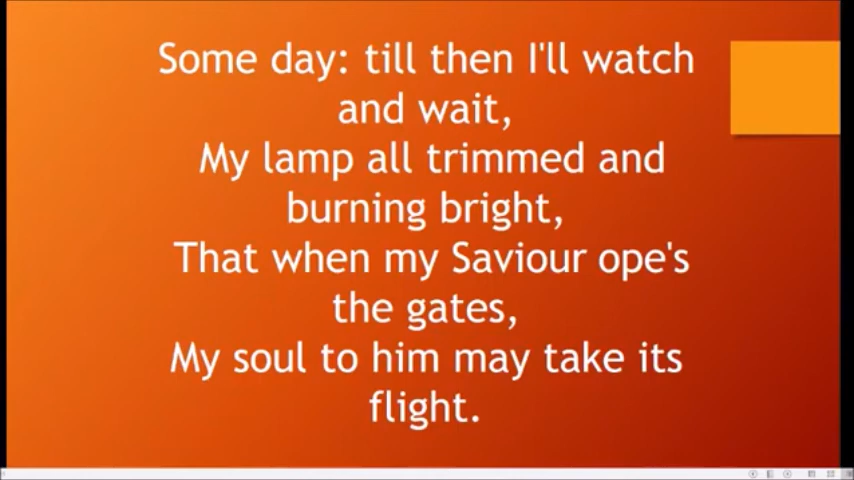 Some day: till then I'll watch
and wait,
My lamp all trimmed and
burning bright,
That when my Saviour ope's
the gates,
My soul to him may take its
flight.